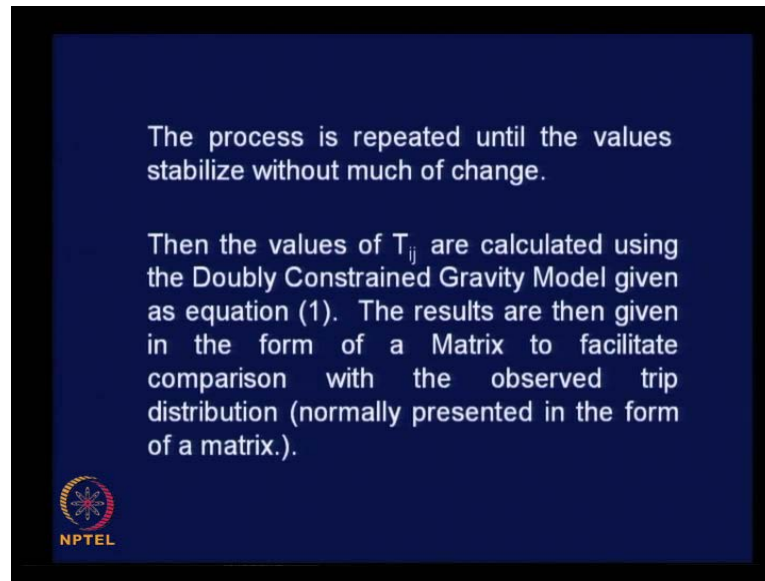 The process is repeated until the values
stabilize without much of change.
Then the values of Tij are calculated using
the Doubly Constrained Gravity Model given
as equation (1). The results are then given
in the form of a Matrix to facilitate
comparison with the observed trip
distribution (normally presented in the form
of a matrix.).
NPTEL